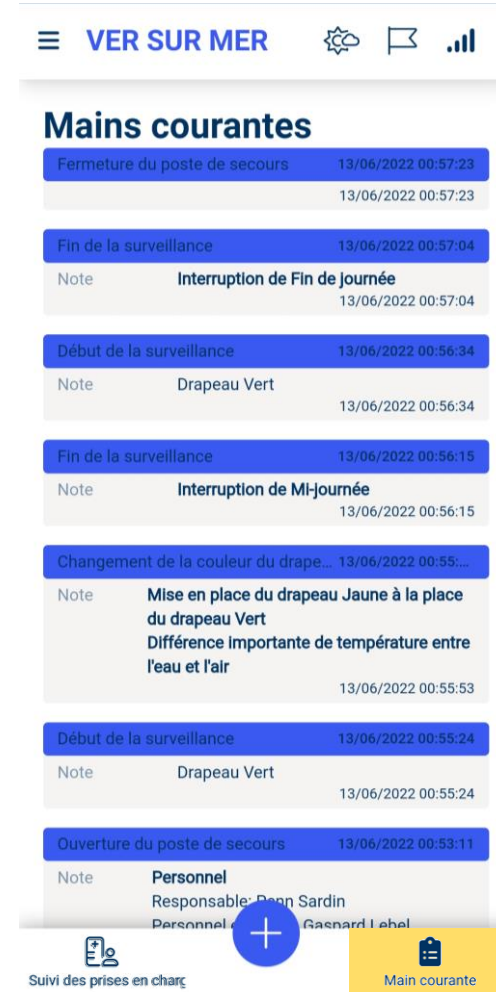 VER SUR MER
Mains courantes
Fermeture du poste de secours 13/06/2022 00:57:23
13/06/2022 00:57:23
Fin de la surveillance 13/06/2022 00:57:04
Note Interruption de Fin de journée
13/06/2022 00:57:04
Début de la surveillance 13/06/2022 00:56:34
Note Drapeau Vert
13/06/2022 00:56:34
Fin de la surveillance 13/06/2022 00:56:15
Note Interruption de Mi-journée
13/06/2022 00:56:15
Changement de la couleur du drape... 13/06/2022 00:55:...
Note Mise en place du drapeau Jaune à la place
du drapeau Vert
Différence importante de température entre
l'eau et l'air
13/06/2022 00:55:53
Début de la surveillance 13/06/2022 00:55:24
Note Drapeau Vert
13/06/2022 00:55:24
Ouverture du poste de secours 13/06/2022 00:53:11
Note Personnel
Responsable: Sardin
Personnel Gaspard Lebel
Suivi des prises en charg
Main courante